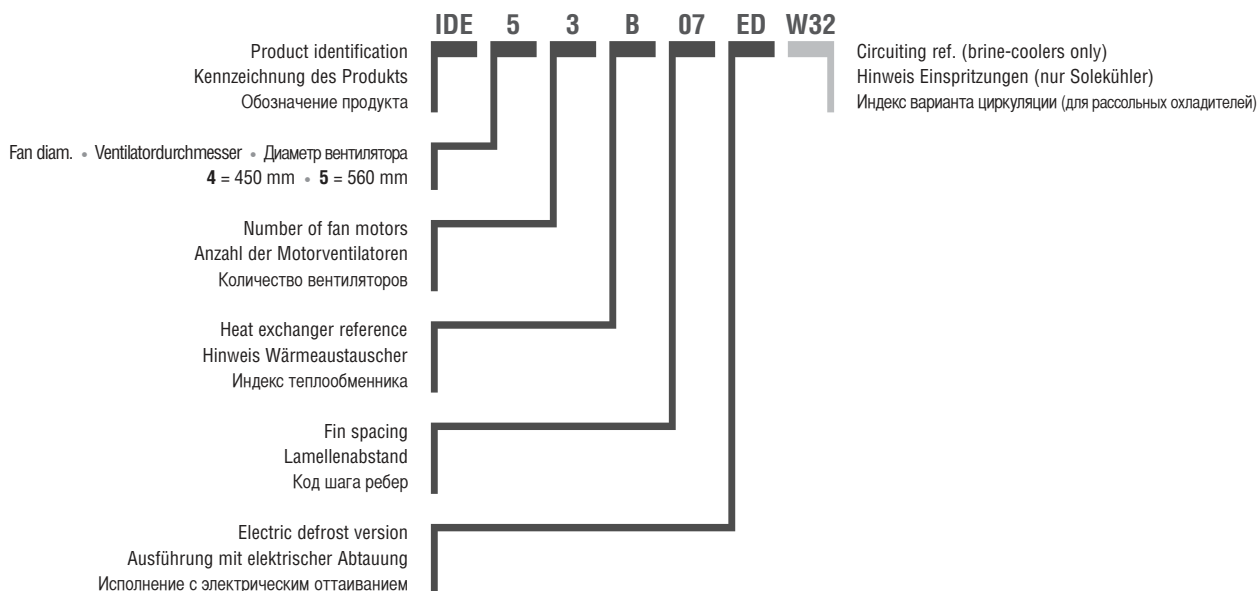 IDE 5 3 B 07 ED W32
Product identification
Kennzeichnung des Produkts
Обозначение продукта
Circuiting ref. (brine-coolers only)
Hinweis Einspritzungen (nur Solekühler)
Индекс варианта циркуляции (для рассольных охладителей)
Fan diam. • Ventilatordurchmesser • Диаметр вентилятора
4 = 450 mm • 5 = 560 mm
Number of fan motors
Anzahl der Motorventilatoren
Количество вентиляторов
Heat exchanger reference
Hinweis Wärmeaustauscher
Индекс теплообменника
Fin spacing
Lamellenabstand
Код шага ребер
Electric defrost version
Ausführung mit elektrischer Abtauung
Исполнение с электрическим оттаиванием